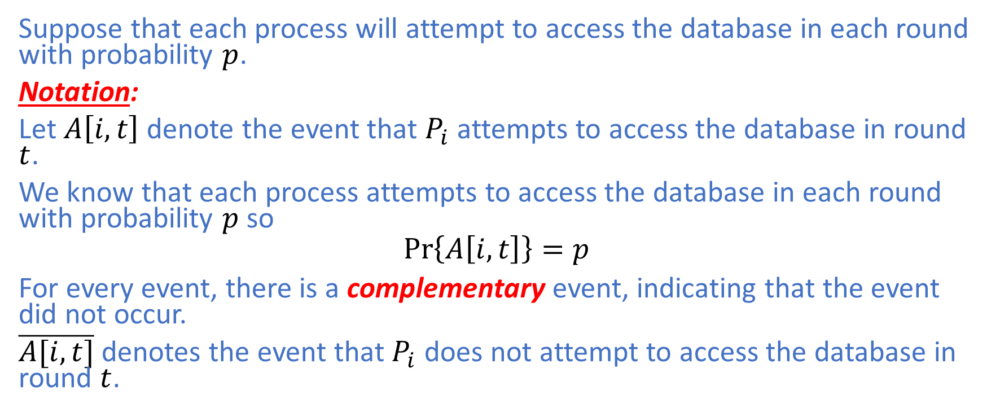 Suppose that each process will attempt to access the database in each round
with probability 𝑝.
Notation:
Let 𝐴[𝑖, 𝑡] denote the event that 𝑃ᵢ attempts to access the database in round
𝑡.
We know that each process attempts to access the database in each round
with probability 𝑝 so
Pr{𝐴[𝑖, 𝑡]} = 𝑝
For every event, there is a complementary event, indicating that the event
did not occur.
\overline{𝐴[𝑖, 𝑡]} denotes the event that 𝑃ᵢ does not attempt to access the database in
round 𝑡.